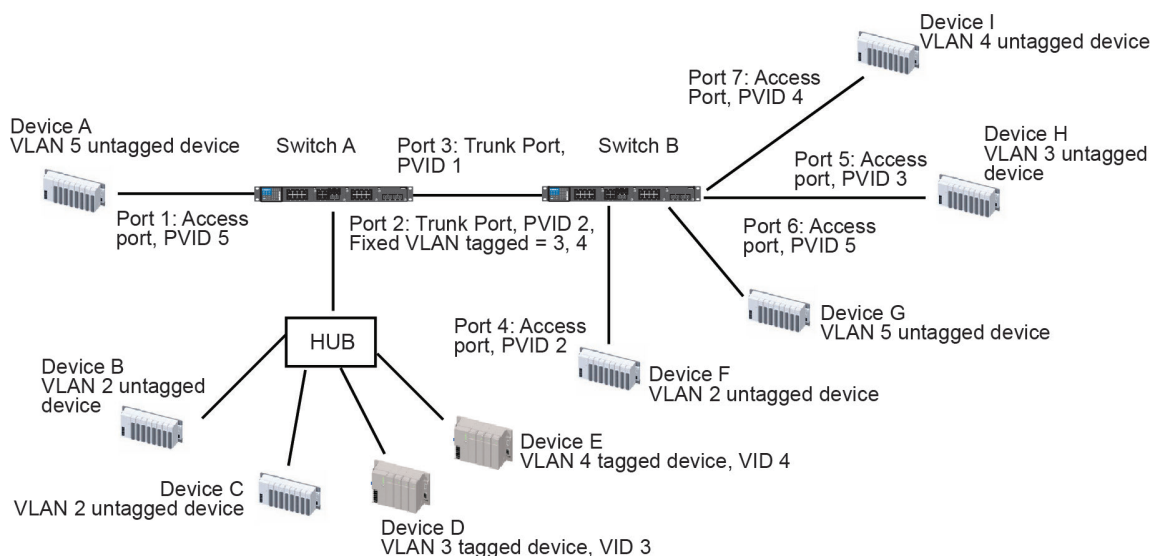 Device I
VLAN 4 untagged device
Port 7: Access
Port, PVID 4
Device A
VLAN 5 untagged device
Switch A
Port 3: Trunk Port,
PVID 1
Switch B
Port 5: Access
port, PVID 3
Device H
VLAN 3 untagged
device
Port 1: Access
port, PVID 5
Port 2: Trunk Port, PVID 2,
Fixed VLAN tagged = 3, 4
Port 6: Access
port, PVID 5
Device G
VLAN 5 untagged device
HUB
Port 4: Access
port, PVID 2
Device F
VLAN 2 untagged device
Device B
VLAN 2 untagged
device
Device E
VLAN 4 tagged device, VID 4
Device C
VLAN 2 untagged device
Device D
VLAN 3 tagged device, VID 3